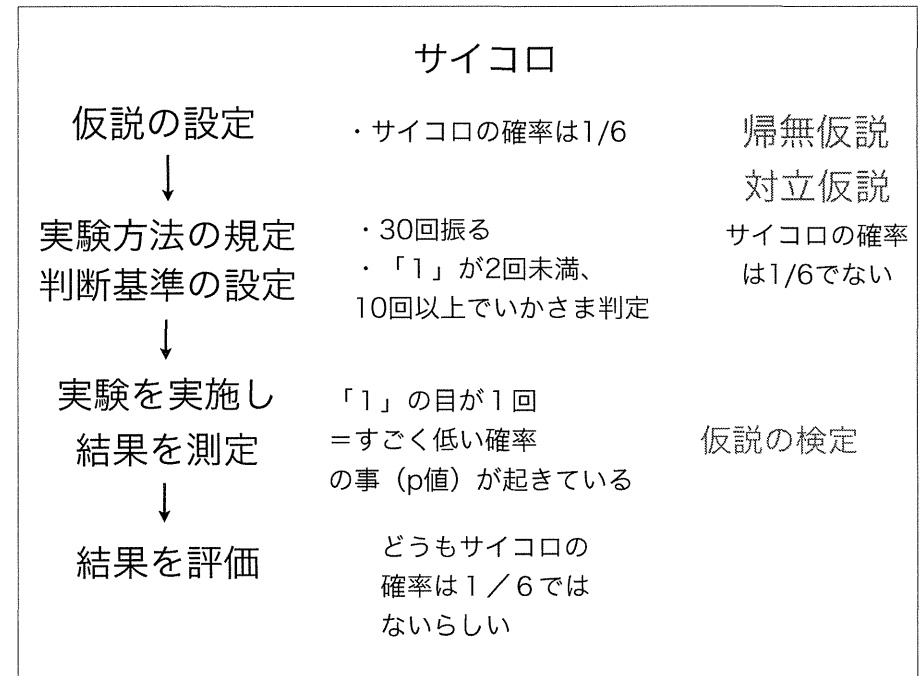 サイコロ
仮説の設定
・サイコロの確率は1/6
帰無仮説
対立仮説
サイコロの確率
は1/6でない
実験方法の規定
判断基準の設定
・30回振る
・「１」が2回未満、
10回以上でいかさま判定
実験を実施し
結果を測定
「１」の目が１回
＝すごく低い確率
の事（p値）が起きている
仮説の検定
結果を評価
どうもサイコロの
確率は１／６では
ないらしい